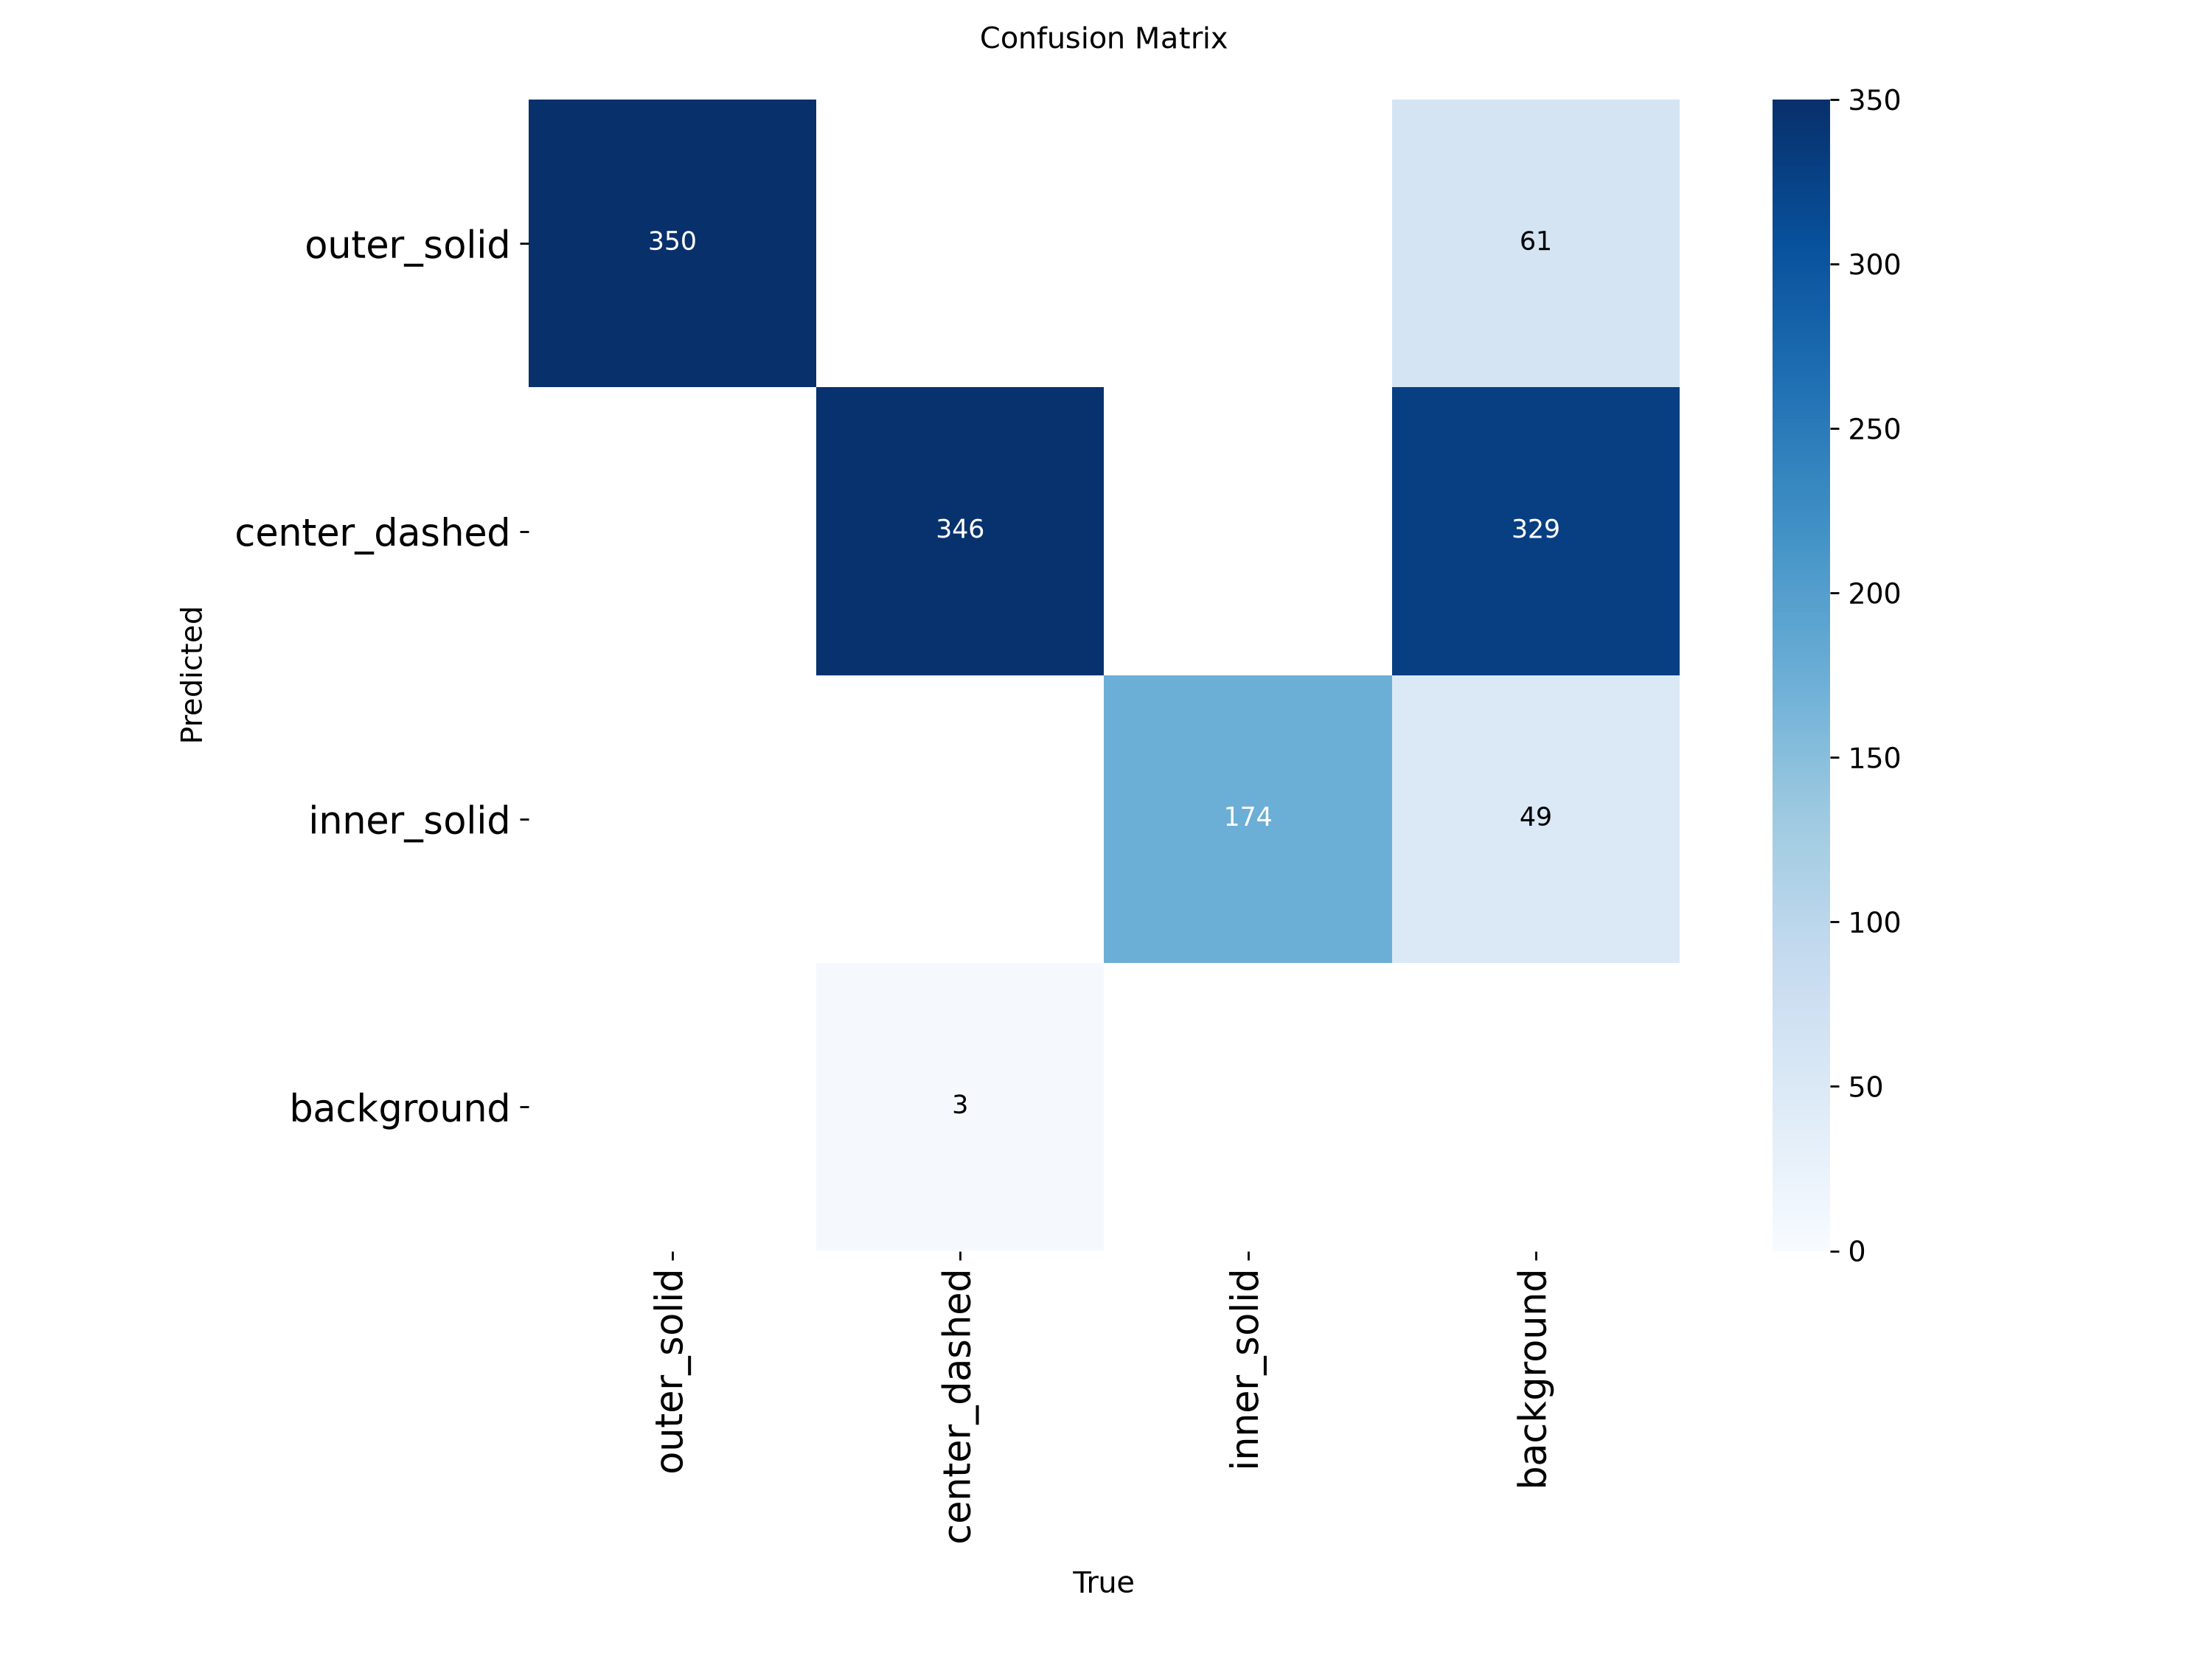 Confusion Matrix
350
outer_solid
350
61
300
250
center_dashed
346
329
200
Predicted
150
inner_solid
174
49
100
50
background
3
0
outer_solid
center_dashed
inner_solid
background
True